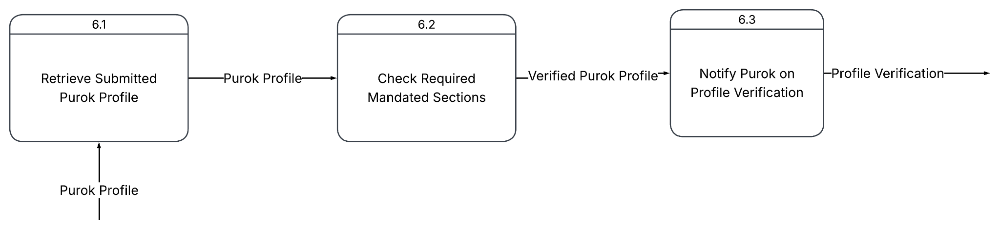 6.1
Retrieve Submitted
Purok Profile
Purok Profile
6.2
Check Required
Mandated Sections
Verified Purok Profile
6.3
Notify Purok on
Profile Verification
Profile Verification
Purok Profile